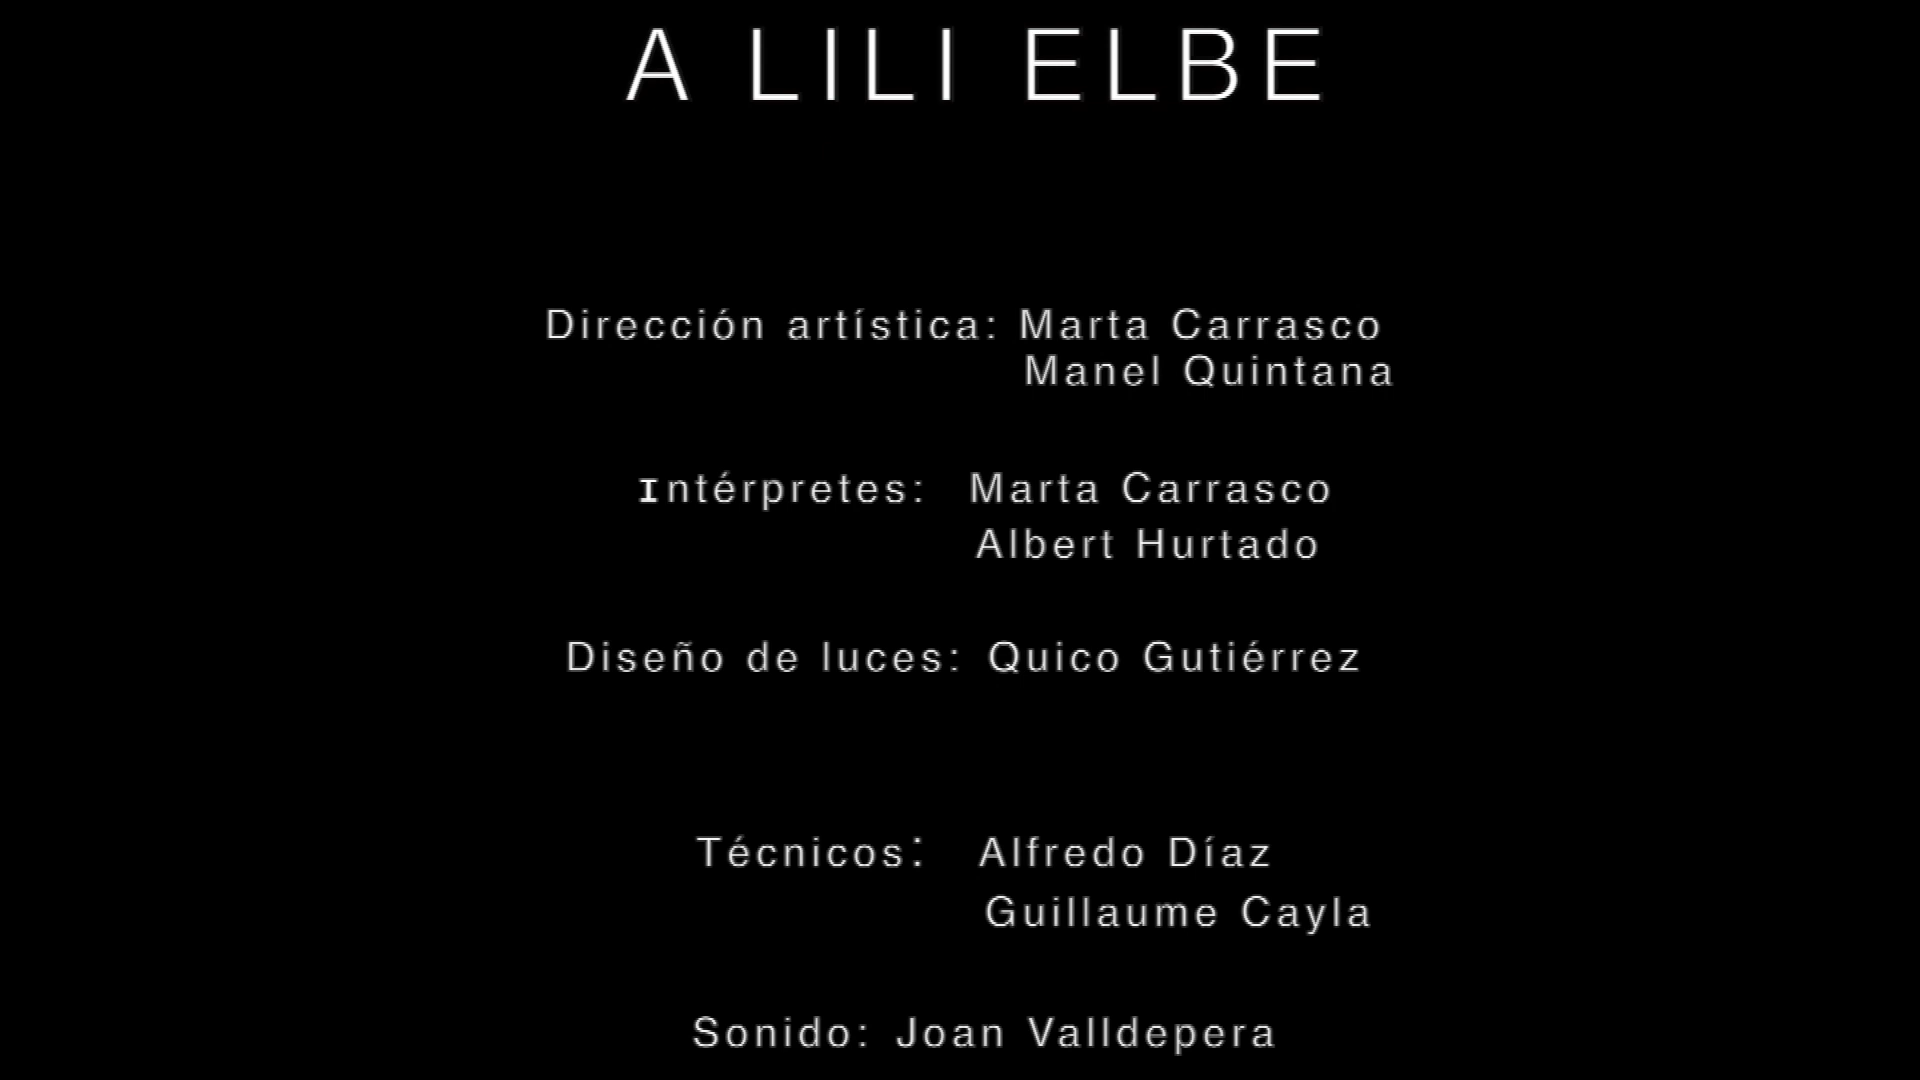 A LILI ELBE
Dirección artística: Marta Carrasco
Manel Quintana
Intérpretes: Marta Carrasco
Albert Hurtado
Diseño de luces: Quico Gutiérrez
Técnicos: Alfredo Díaz
Guillaume Cayla
Sonido: Joan Valldepera